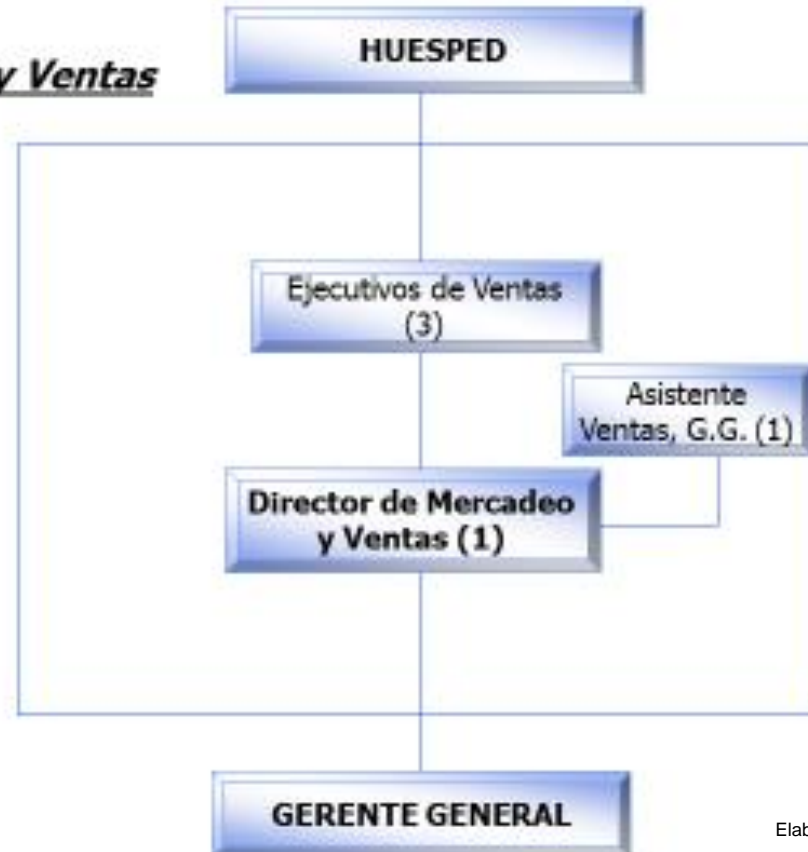 HUESPED
y Ventas
Ejecutivos de Ventas
(3)
Asistente
Ventas, G.G. (1)
Director de Mercadeo
y Ventas (1)
GERENTE GENERAL
Elab